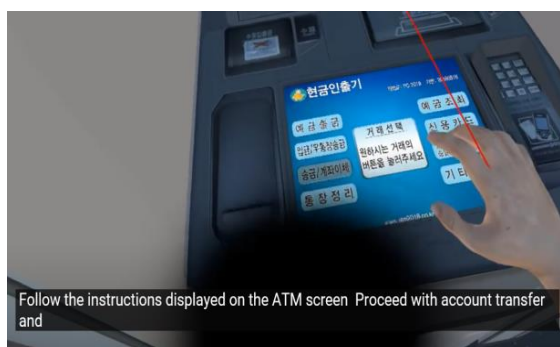 현금인출기
예금출금
예금조회
입금/무통장송금
신용카드
송금/계좌이체
기타
통장정리
거래선택
원하시는 거래의
버튼을 눌러주세요
Follow the instructions displayed on the ATM screen Proceed with account transfer
and